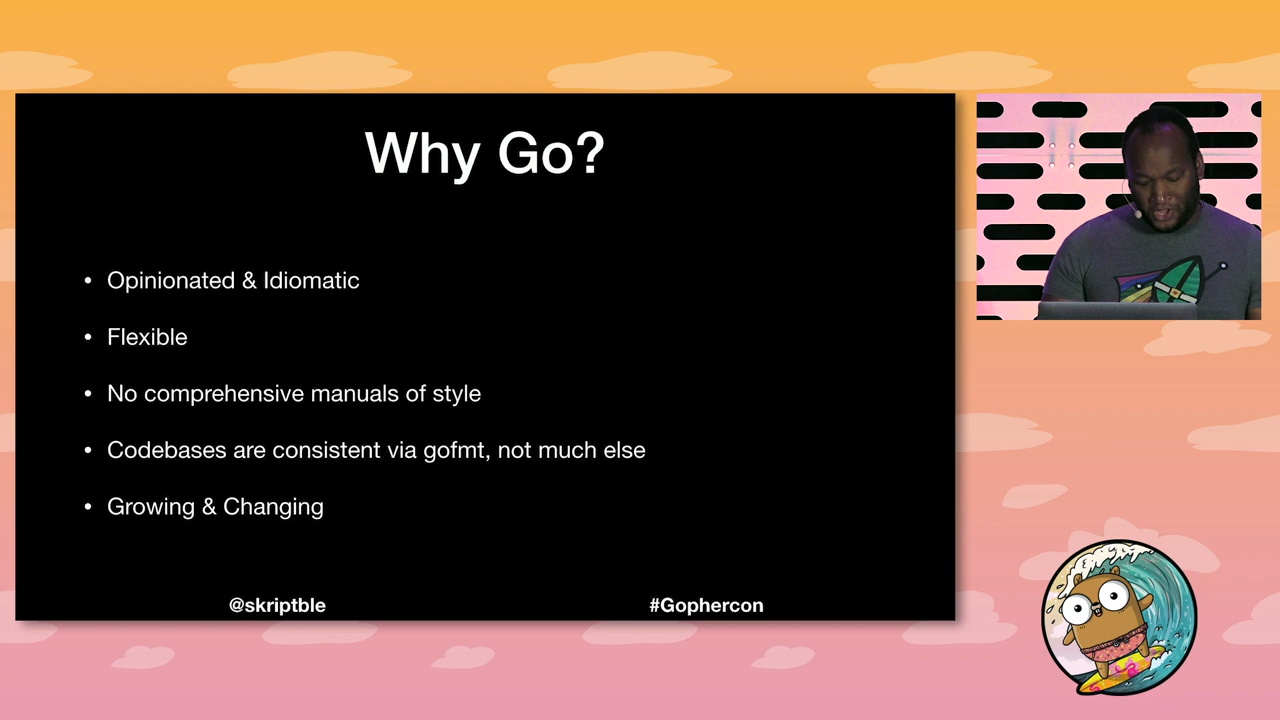 Why Go?
• Opinionated & Idiomatic
• Flexible
• No comprehensive manuals of style
• Codebases are consistent via gofmt, not much else
• Growing & Changing
@skriptble
#Gophercon